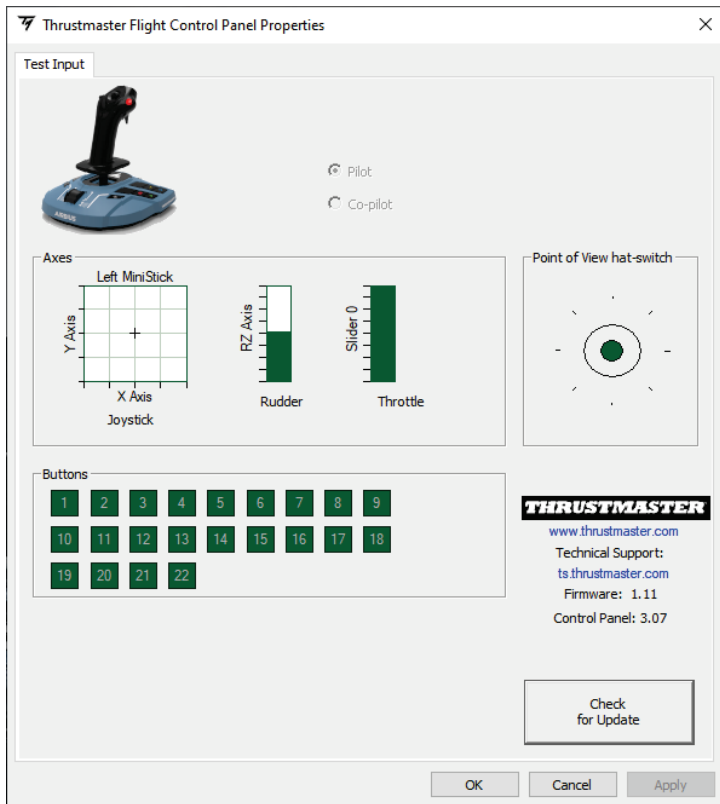 Thrustmaster Flight Control Panel Properties
Test Input
AIRBUS
Pilot
Co-pilot
Axes
Left MiniStick
Y Axis
X Axis
Joystick
RZ Axis
Rudder
Slider 0
Throttle
Point of View hat-switch
Buttons
1 2 3 4 5 6 7 8 9
10 11 12 13 14 15 16 17 18
19 20 21 22
THRUSTMASTER
www.thrustmaster.com
Technical Support:
ts.thrustmaster.com
Firmware: 1.11
Control Panel: 3.07
Check
for Update
OK Cancel Apply